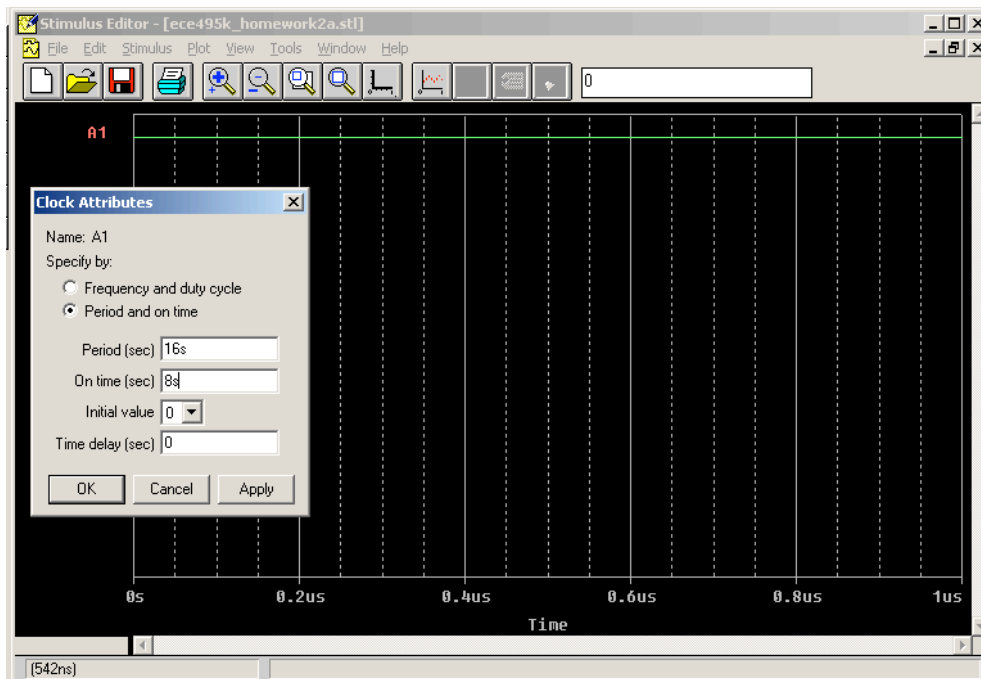 Stimulus Editor - [ece495k_homework2a.stl]
File Edit Stimulus Plot View Tools Window Help
0
A1
Clock Attributes
Name: A1
Specify by:
Frequency and duty cycle
Period and on time
Period (sec) 16s
On time (sec) 8s
Initial value 0
Time delay (sec) 0
OK Cancel Apply
0s 0.2us 0.4us 0.6us 0.8us 1us
Time
(542ns)